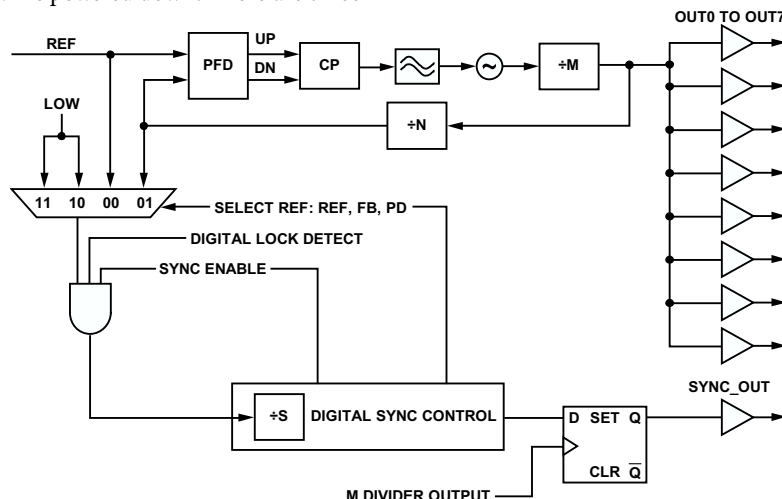 OUT0 TO OUT7
REF
UP
PFD
DN
CP
÷M
LOW
÷N
11 10 00 01
SELECT REF: REF, FB, PD
DIGITAL LOCK DETECT
SYNC ENABLE
SYNC_OUT
÷S
DIGITAL SYNC CONTROL
D SET Q
CLR Q̅
M DIVIDER OUTPUT